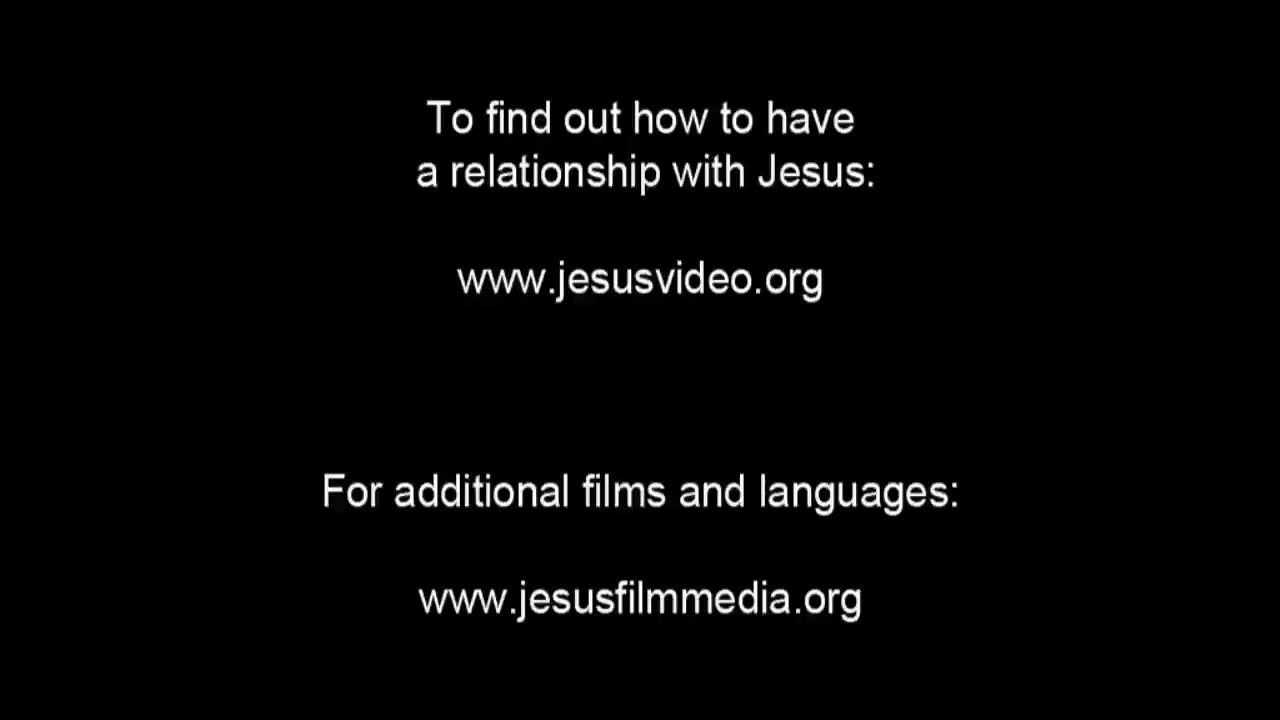 To find out how to have
a relationship with Jesus:
www.jesusvideo.org
For additional films and languages:
www.jesusfilmmedia.org